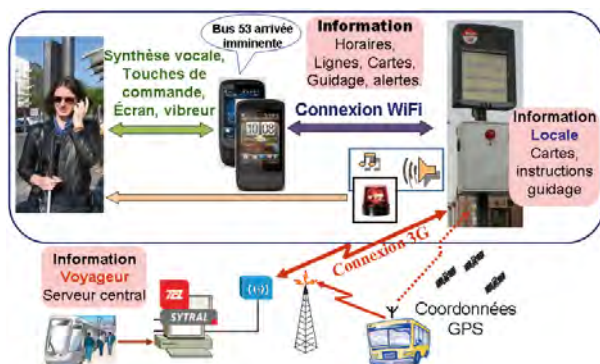 Bus 53 arrivée
imminente
Information
Horaires,
Lignes, Cartes,
Guidage, alertes.
Synthèse vocale,
Touches de
commande,
Écran, vibreur
Connexion WiFi
Information
Locale
Cartes,
instructions
guidage
Connexion 3G
Information
Voyageur
Serveur central
SYTRAL
Coordonnées
GPS